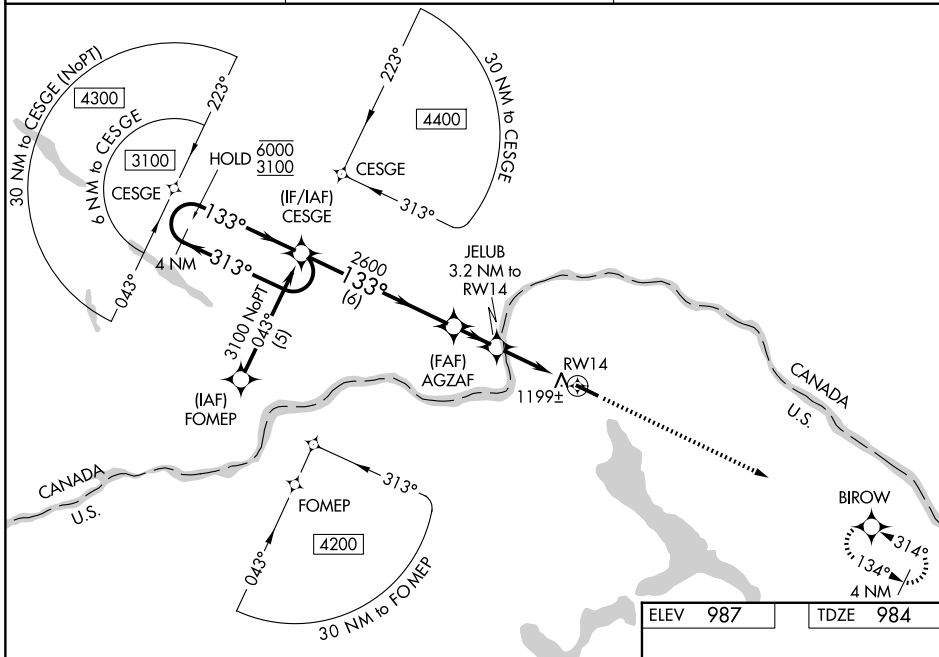 30 NM to CESGE (NoPT)
4300
223°
6 NM to CESGE
3100
CESGE
043°
HOLD 6000
3100
4 NM
133°
313°
(IF/IAF)
CESGE
3100 NoPT
043°
(5)
(IAF)
FOMEP
223°
4400
30 NM to CESGE
CESGE
313°
2600
133°
(6)
JELUB
3.2 NM to
RW14
(FAF)
AGZAF
RW14
1199±
CANADA
U.S.
CANADA
U.S.
313°
FOMEP
4200
043°
30 NM to FOMEP
BIROW
314°
134°
4 NM
ELEV 987
TDZE 984